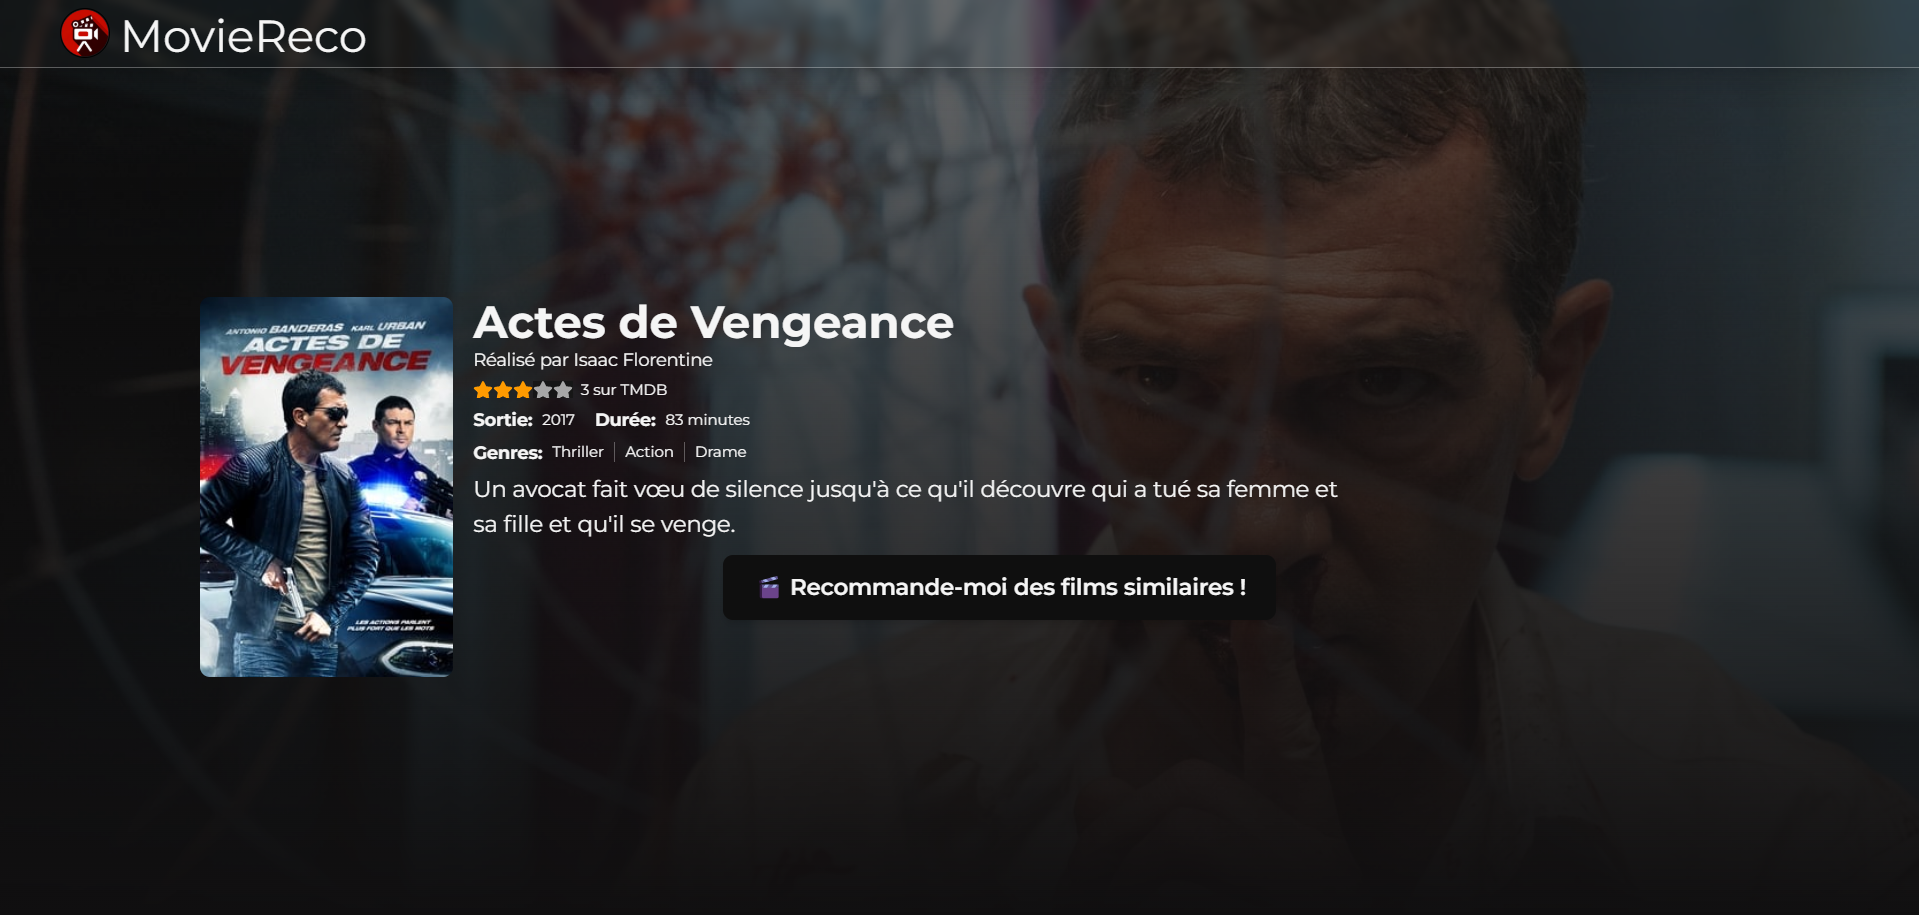 MovieReco
ANTONIO BANDERAS KARL URBAN
ACTES DE
VENGEANCE
LES ACTIONS PARLENT
PLUS FORT QUE LES MOTS
Actes de Vengeance
Réalisé par Isaac Florentine
3 sur TMDB
Sortie: 2017 Durée: 83 minutes
Genres: Thriller Action Drame
Un avocat fait vœu de silence jusqu'à ce qu'il découvre qui a tué sa femme et
sa fille et qu'il se venge.
Recommande-moi des films similaires !